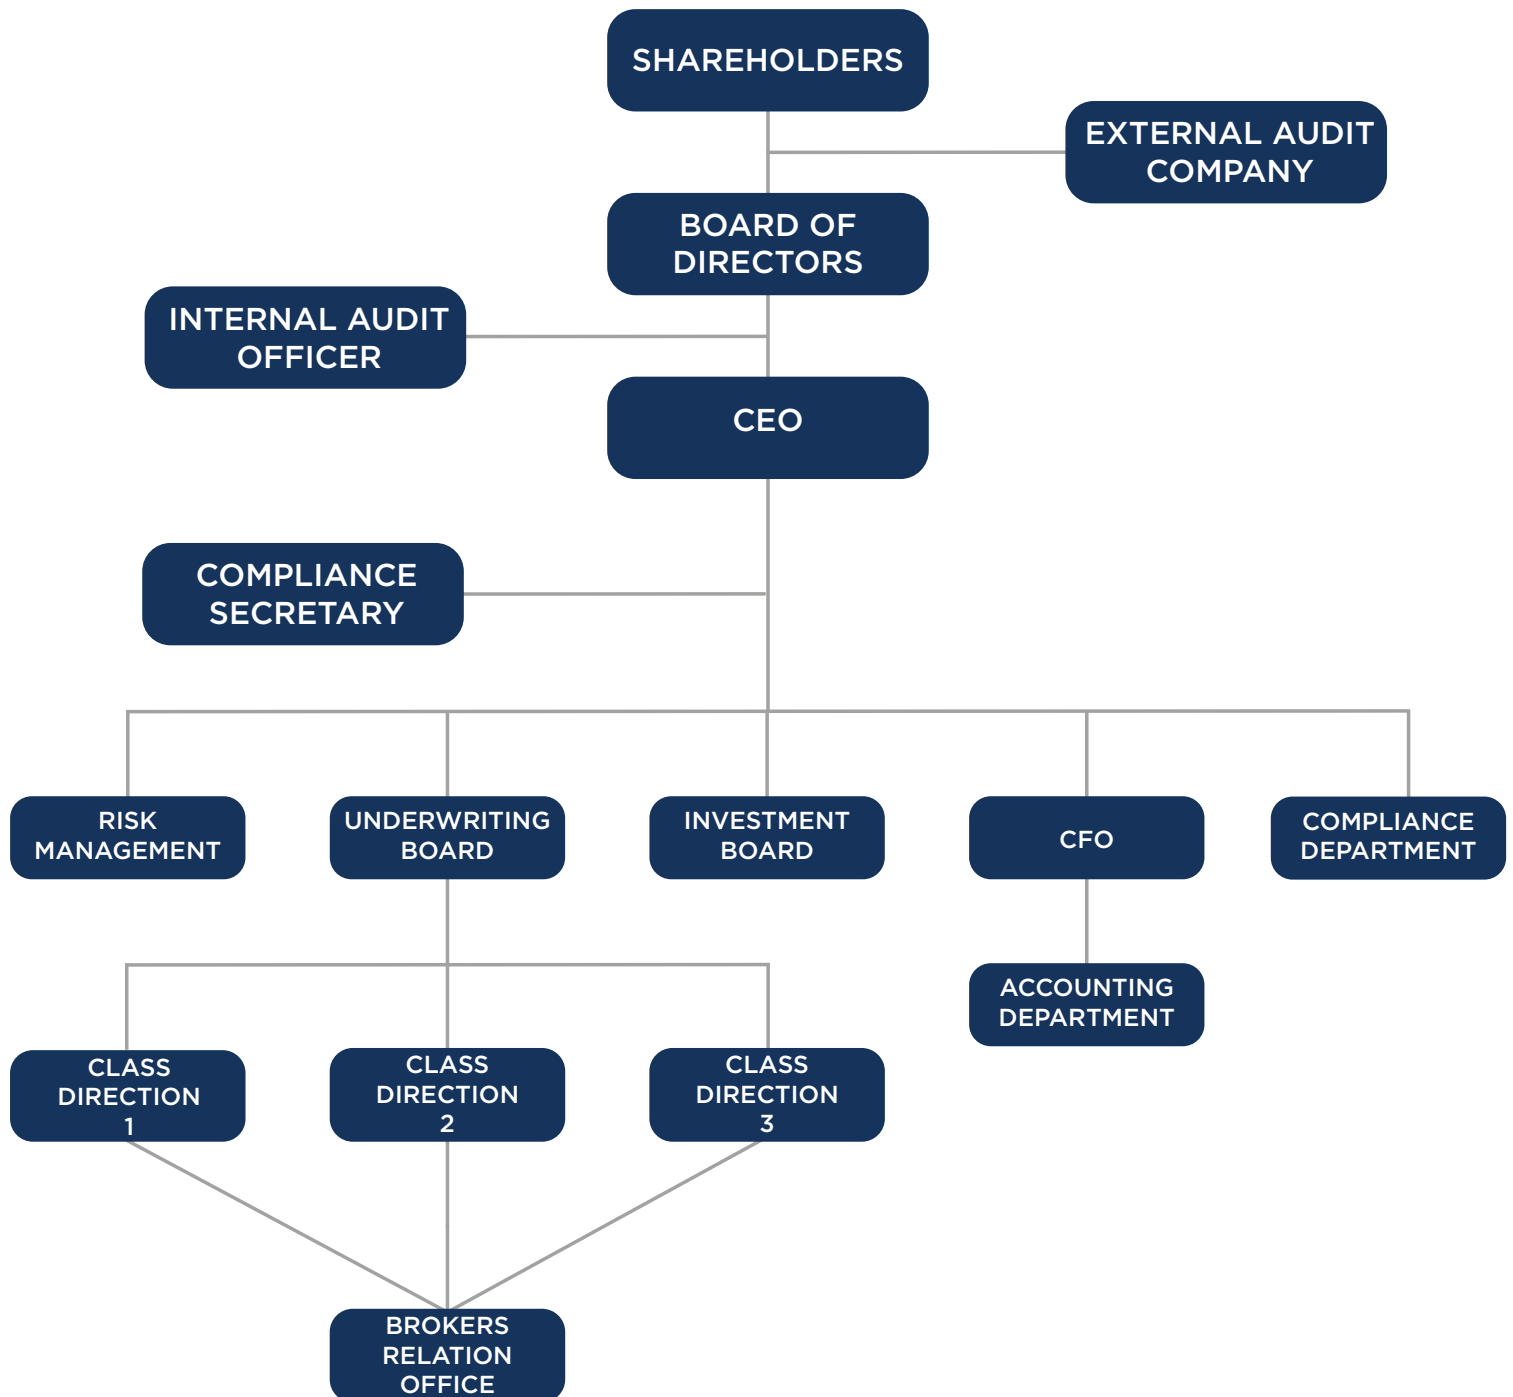 SHAREHOLDERS
EXTERNAL AUDIT
COMPANY
BOARD OF
DIRECTORS
INTERNAL AUDIT
OFFICER
CEO
COMPLIANCE
SECRETARY
RISK
MANAGEMENT
UNDERWRITING
BOARD
INVESTMENT
BOARD
CFO
COMPLIANCE
DEPARTMENT
ACCOUNTING
DEPARTMENT
CLASS
DIRECTION
1
CLASS
DIRECTION
2
CLASS
DIRECTION
3
BROKERS
RELATION
OFFICE